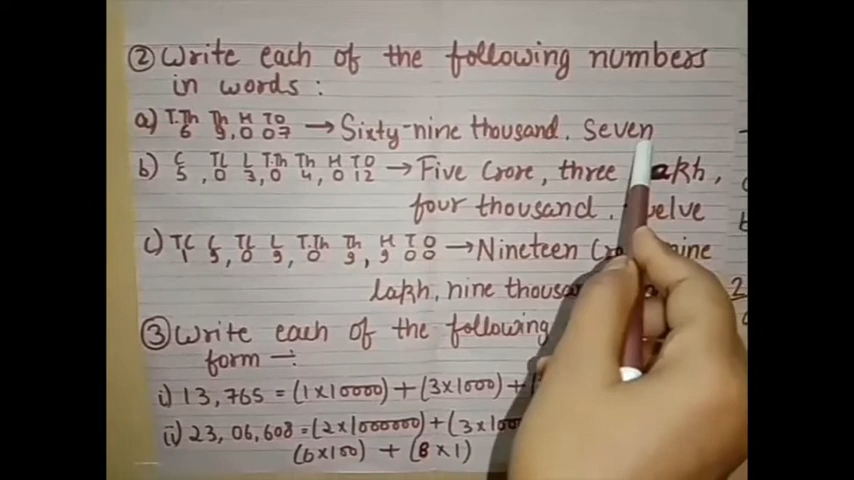 ② Write each of the following numbers
in words :
a) T.Th Th H T O
6 9,0 0 7 → Sixty-nine thousand. Seven
b) C TL L T.Th Th H T O
5 ,0 3,0 4,0 1 2 → Five Crore, three lakh,
four thousand. twelve
c) TC C TL L T.Th Th H T O
1 9,0 9,0 9,9 0 0 → Nineteen nine
lakh, nine
③ Write each of the following
form —:
i) 13,765 = (1×10000) + (3×1000) +
ii) 23,06,608 = (2×1000000) + (3×
(6×100) + (8×1)
2